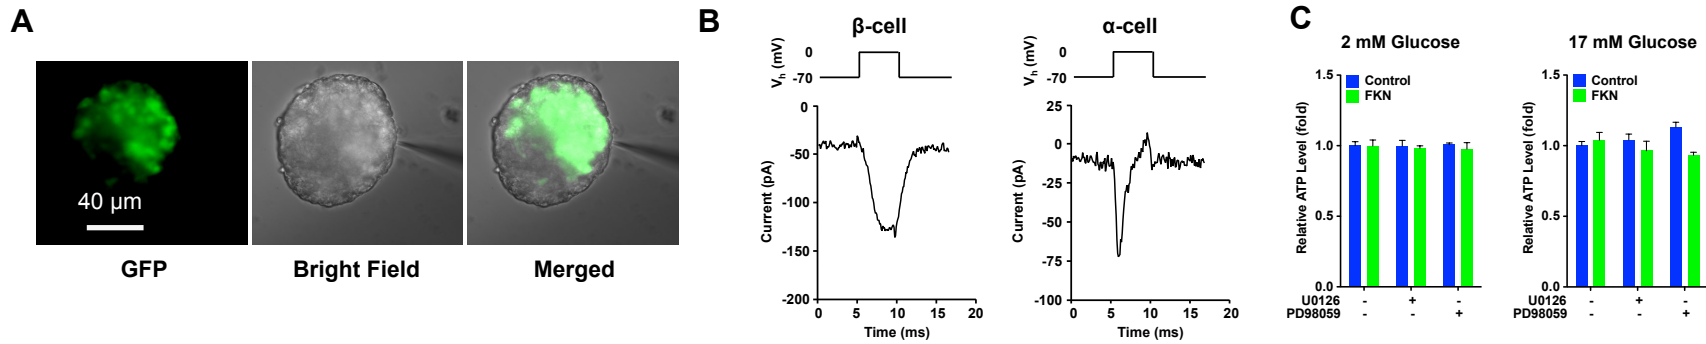 A
40 µm
GFP
Bright Field
Merged
B
β-cell
Vh (mV)
0
-70
0
-50
-100
-150
-200
Current (pA)
0 5 10 15 20
Time (ms)
α-cell
Vh (mV)
0
-70
25
0
-25
-50
-75
-100
Current (pA)
0 5 10 15 20
Time (ms)
C
2 mM Glucose
Control
FKN
1.5
1.0
0.5
0.0
Relative ATP Level (fold)
U0126 - + -
PD98059 - - +
17 mM Glucose
Control
FKN
1.5
1.0
0.5
0.0
Relative ATP Level (fold)
U0126 - + -
PD98059 - - +